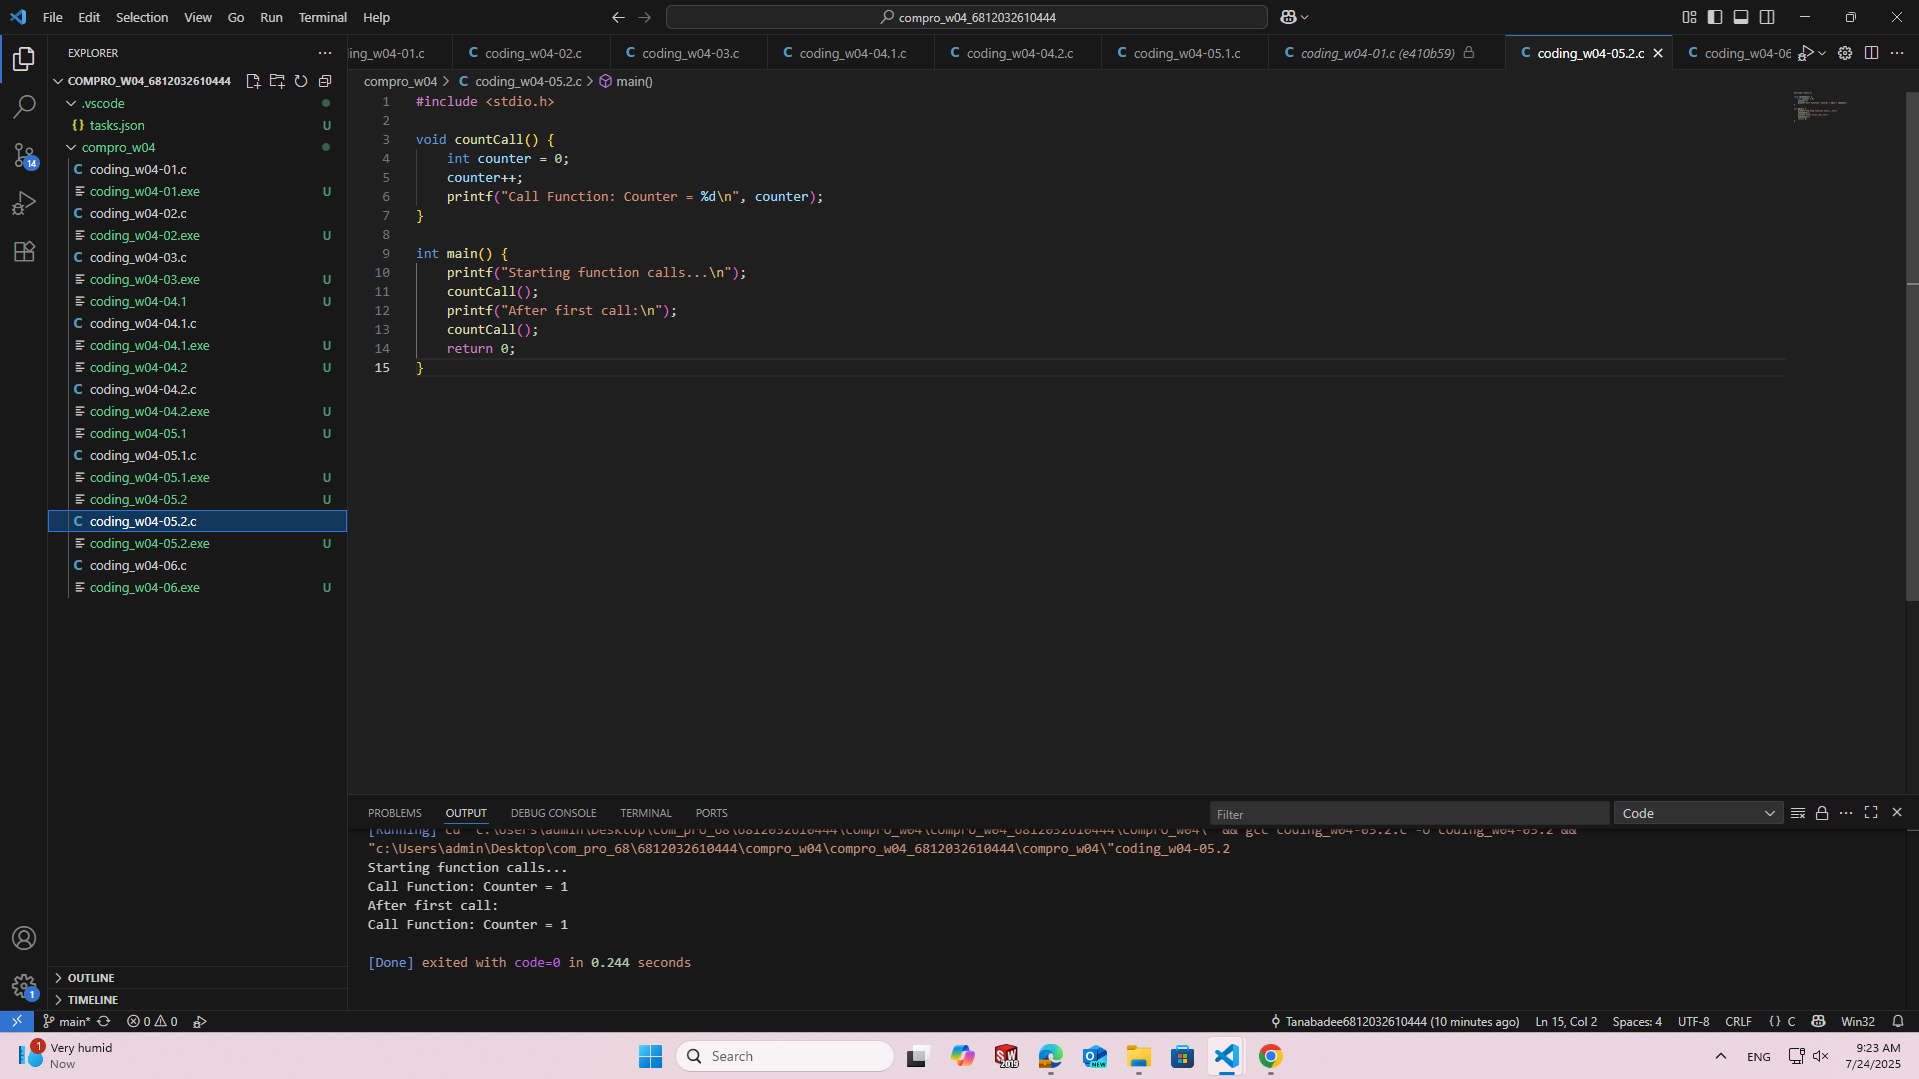 File Edit Selection View Go Run Terminal Help
compro_w04_6812032610444
EXPLORER
COMPRO_W04_6812032610444
.vscode
tasks.json U
compro_w04
coding_w04-01.c
coding_w04-01.exe U
coding_w04-02.c
coding_w04-02.exe U
coding_w04-03.c
coding_w04-03.exe U
coding_w04-04.1 U
coding_w04-04.1.c
coding_w04-04.1.exe U
coding_w04-04.2 U
coding_w04-04.2.c
coding_w04-04.2.exe U
coding_w04-05.1 U
coding_w04-05.1.c
coding_w04-05.1.exe U
coding_w04-05.2 U
coding_w04-05.2.c
coding_w04-05.2.exe U
coding_w04-06.c
coding_w04-06.exe U
OUTLINE
TIMELINE
14
1
ling_w04-01.c C coding_w04-02.c C coding_w04-03.c C coding_w04-04.1.c C coding_w04-04.2.c C coding_w04-05.1.c C coding_w04-01.c (e410b59) C coding_w04-05.2.c C coding_w04-06
compro_w04 > C coding_w04-05.2.c > main()
1 #include <stdio.h>
2
3 void countCall() {
4 int counter = 0;
5 counter++;
6 printf("Call Function: Counter = %d\n", counter);
7 }
8
9 int main() {
10 printf("Starting function calls...\n");
11 countCall();
12 printf("After first call:\n");
13 countCall();
14 return 0;
15 }
PROBLEMS OUTPUT DEBUG CONSOLE TERMINAL PORTS
Filter
Code
[Running] cd "c:\Users\admin\Desktop\com_pro_68\6812032610444\compro_w04\compro_w04_6812032610444\compro_w04\" && gcc coding_w04-05.2.c -o coding_w04-05.2 &&
"c:\Users\admin\Desktop\com_pro_68\6812032610444\compro_w04\compro_w04_6812032610444\compro_w04\"coding_w04-05.2
Starting function calls...
Call Function: Counter = 1
After first call:
Call Function: Counter = 1
[Done] exited with code=0 in 0.244 seconds
main* 0 0
Tanabadee6812032610444 (10 minutes ago) Ln 15, Col 2 Spaces: 4 UTF-8 CRLF {} C Win32
1
Very humid
Now
Search
SW
2019
NEW
ENG
9:23 AM
7/24/2025